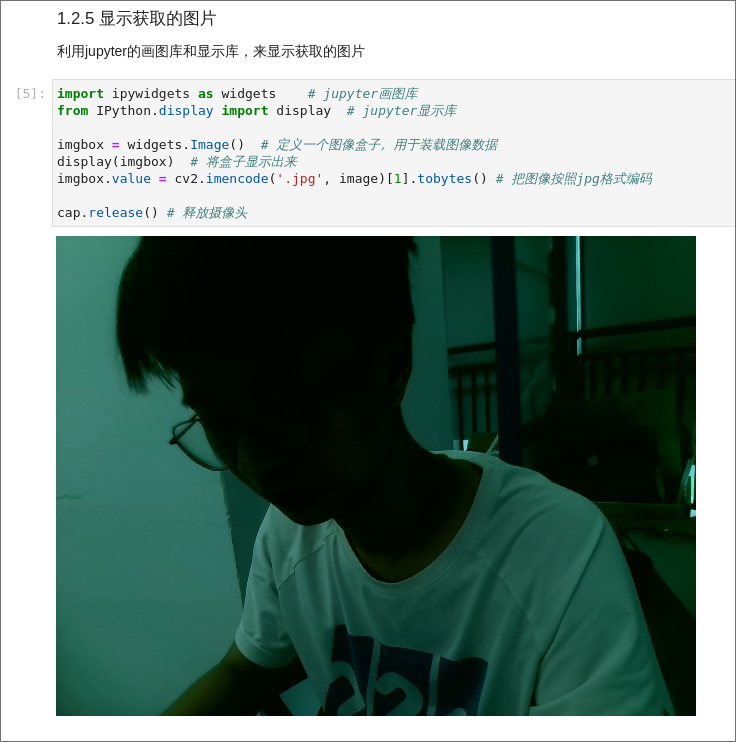 1.2.5 显示获取的图片
利用jupyter的画图库和显示库，来显示获取的图片
[5]:
import ipywidgets as widgets    # jupyter画图库
from IPython.display import display  # jupyter显示库
imgbox = widgets.Image()  # 定义一个图像盒子，用于装载图像数据
display(imgbox)  # 将盒子显示出来
imgbox.value = cv2.imencode('.jpg', image)[1].tobytes() # 把图像按照jpg格式编码
cap.release() # 释放摄像头